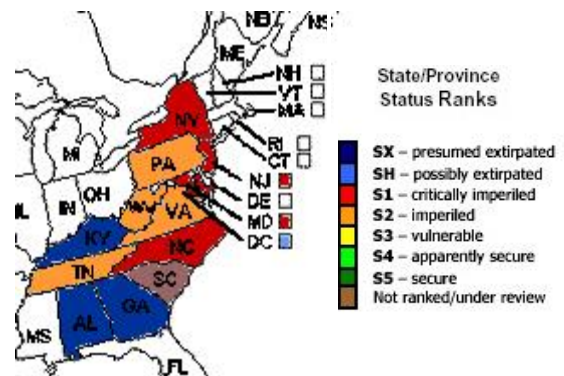 NB
NS
ME
NH
VT
MA
NY
RI
CT
MI
PA
NJ
OH
IN
DE
WV
VA
MD
DC
KY
NC
TN
SC
MS
AL
GA
FL
State/Province
Status Ranks
SX – presumed extirpated
SH – possibly extirpated
S1 – critically imperiled
S2 – imperiled
S3 – vulnerable
S4 – apparently secure
S5 – secure
Not ranked/under review